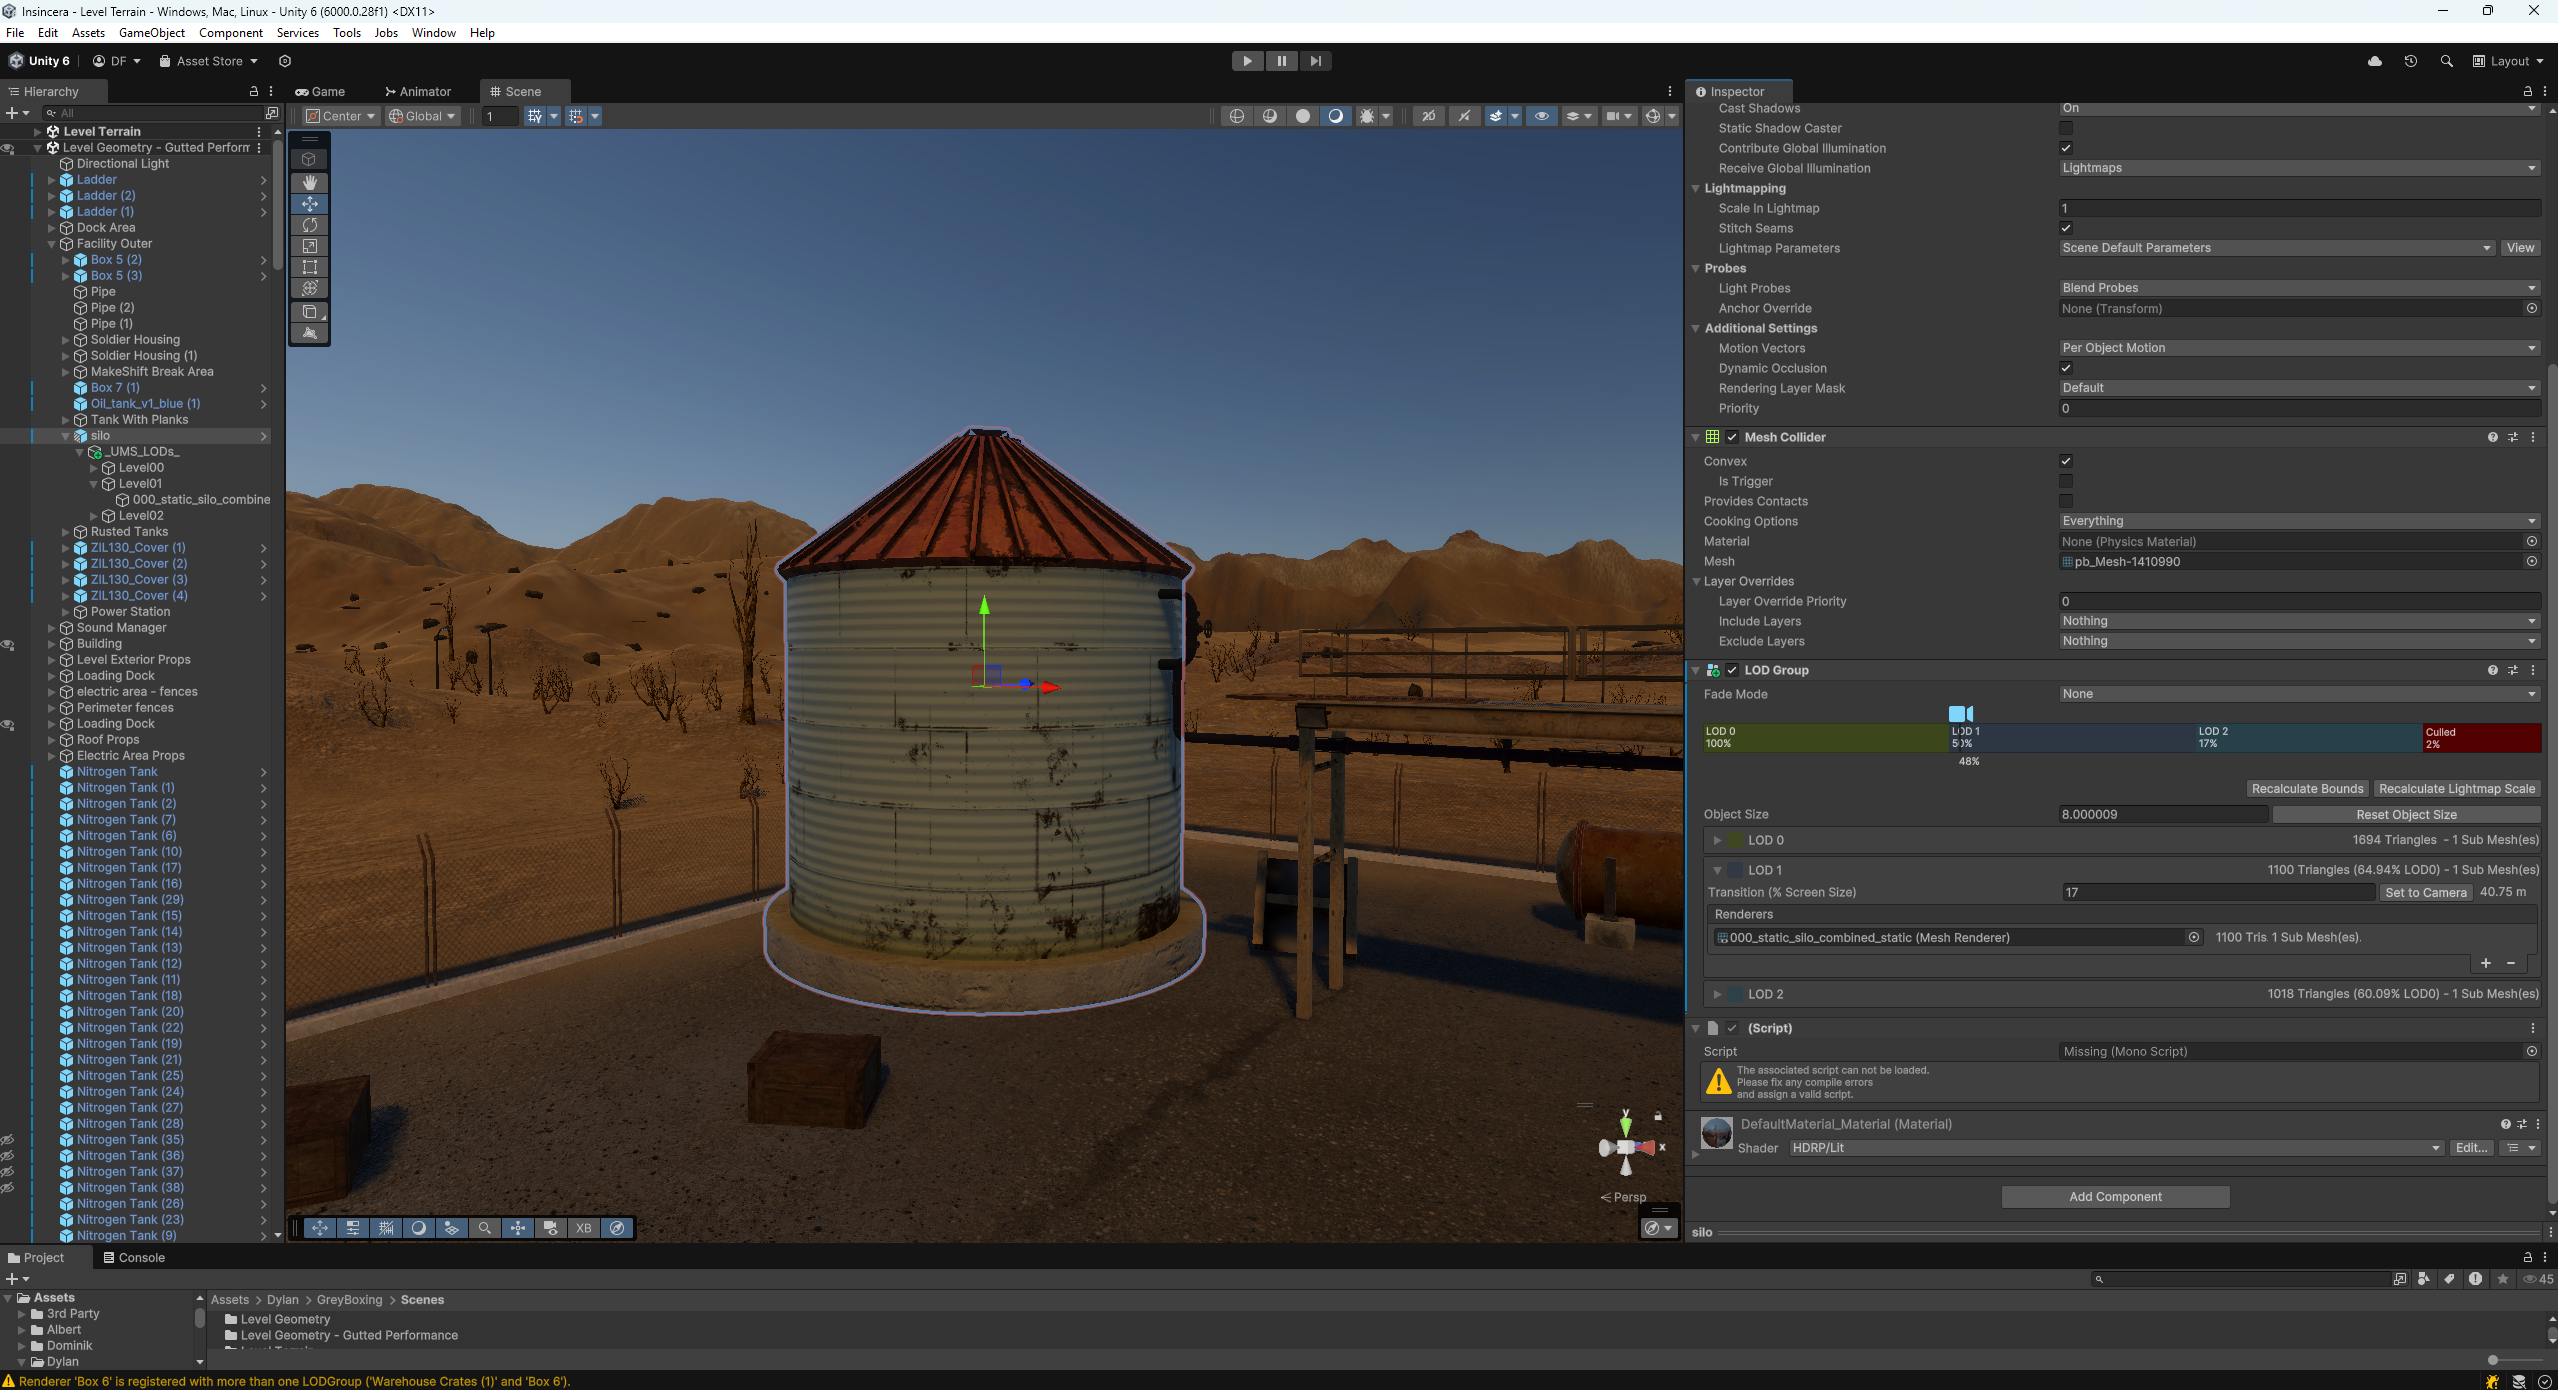 Insincera - Level Terrain - Windows, Mac, Linux - Unity 6 (6000.0.28f1) <DX11>
File Edit Assets GameObject Component Services Tools Jobs Window Help
Unity 6 DF Asset Store Layout
Hierarchy
All
Level Terrain
Level Geometry - Gutted Perform
Directional Light
Ladder
Ladder (2)
Ladder (1)
Dock Area
Facility Outer
Box 5 (2)
Box 5 (3)
Pipe
Pipe (2)
Pipe (1)
Soldier Housing
Soldier Housing (1)
MakeShift Break Area
Box 7 (1)
Oil_tank_v1_blue (1)
Tank With Planks
silo
_UMS_LODs_
Level00
Level01
000_static_silo_combine
Level02
Rusted Tanks
ZIL130_Cover (1)
ZIL130_Cover (2)
ZIL130_Cover (3)
ZIL130_Cover (4)
Power Station
Sound Manager
Building
Level Exterior Props
Loading Dock
electric area - fences
Perimeter fences
Loading Dock
Roof Props
Electric Area Props
Nitrogen Tank
Nitrogen Tank (1)
Nitrogen Tank (2)
Nitrogen Tank (7)
Nitrogen Tank (6)
Nitrogen Tank (10)
Nitrogen Tank (17)
Nitrogen Tank (16)
Nitrogen Tank (29)
Nitrogen Tank (15)
Nitrogen Tank (14)
Nitrogen Tank (13)
Nitrogen Tank (12)
Nitrogen Tank (11)
Nitrogen Tank (18)
Nitrogen Tank (20)
Nitrogen Tank (22)
Nitrogen Tank (19)
Nitrogen Tank (21)
Nitrogen Tank (25)
Nitrogen Tank (24)
Nitrogen Tank (27)
Nitrogen Tank (28)
Nitrogen Tank (35)
Nitrogen Tank (36)
Nitrogen Tank (37)
Nitrogen Tank (38)
Nitrogen Tank (26)
Nitrogen Tank (23)
Nitrogen Tank (9)
Game Animator Scene
Center Global 1 2D
y
x
Persp
XB
Inspector
Cast Shadows On
Static Shadow Caster
Contribute Global Illumination
Receive Global Illumination Lightmaps
Lightmapping
Scale In Lightmap 1
Stitch Seams
Lightmap Parameters Scene Default Parameters View
Probes
Light Probes Blend Probes
Anchor Override None (Transform)
Additional Settings
Motion Vectors Per Object Motion
Dynamic Occlusion
Rendering Layer Mask Default
Priority 0
Mesh Collider
Convex
Is Trigger
Provides Contacts
Cooking Options Everything
Material None (Physics Material)
Mesh pb_Mesh-1410990
Layer Overrides
Layer Override Priority 0
Include Layers Nothing
Exclude Layers Nothing
LOD Group
Fade Mode None
LOD 0 LOD 1 LOD 2 Culled
100% 50% 17% 2%
48%
Recalculate Bounds Recalculate Lightmap Scale
Object Size 8.000009 Reset Object Size
LOD 0 1694 Triangles - 1 Sub Mesh(es)
LOD 1 1100 Triangles (64.94% LOD0) - 1 Sub Mesh(es)
Transition (% Screen Size) 17 Set to Camera 40.75 m
Renderers
000_static_silo_combined_static (Mesh Renderer) 1100 Tris. 1 Sub Mesh(es).
LOD 2 1018 Triangles (60.09% LOD0) - 1 Sub Mesh(es)
(Script)
Script Missing (Mono Script)
The associated script can not be loaded.
Please fix any compile errors
and assign a valid script.
DefaultMaterial_Material (Material)
Shader HDRP/Lit Edit...
Add Component
silo
Project Console
45
Assets
3rd Party
Albert
Dominik
Dylan
Assets > Dylan > GreyBoxing > Scenes
Level Geometry
Level Geometry - Gutted Performance
Renderer 'Box 6' is registered with more than one LODGroup ('Warehouse Crates (1)' and 'Box 6').